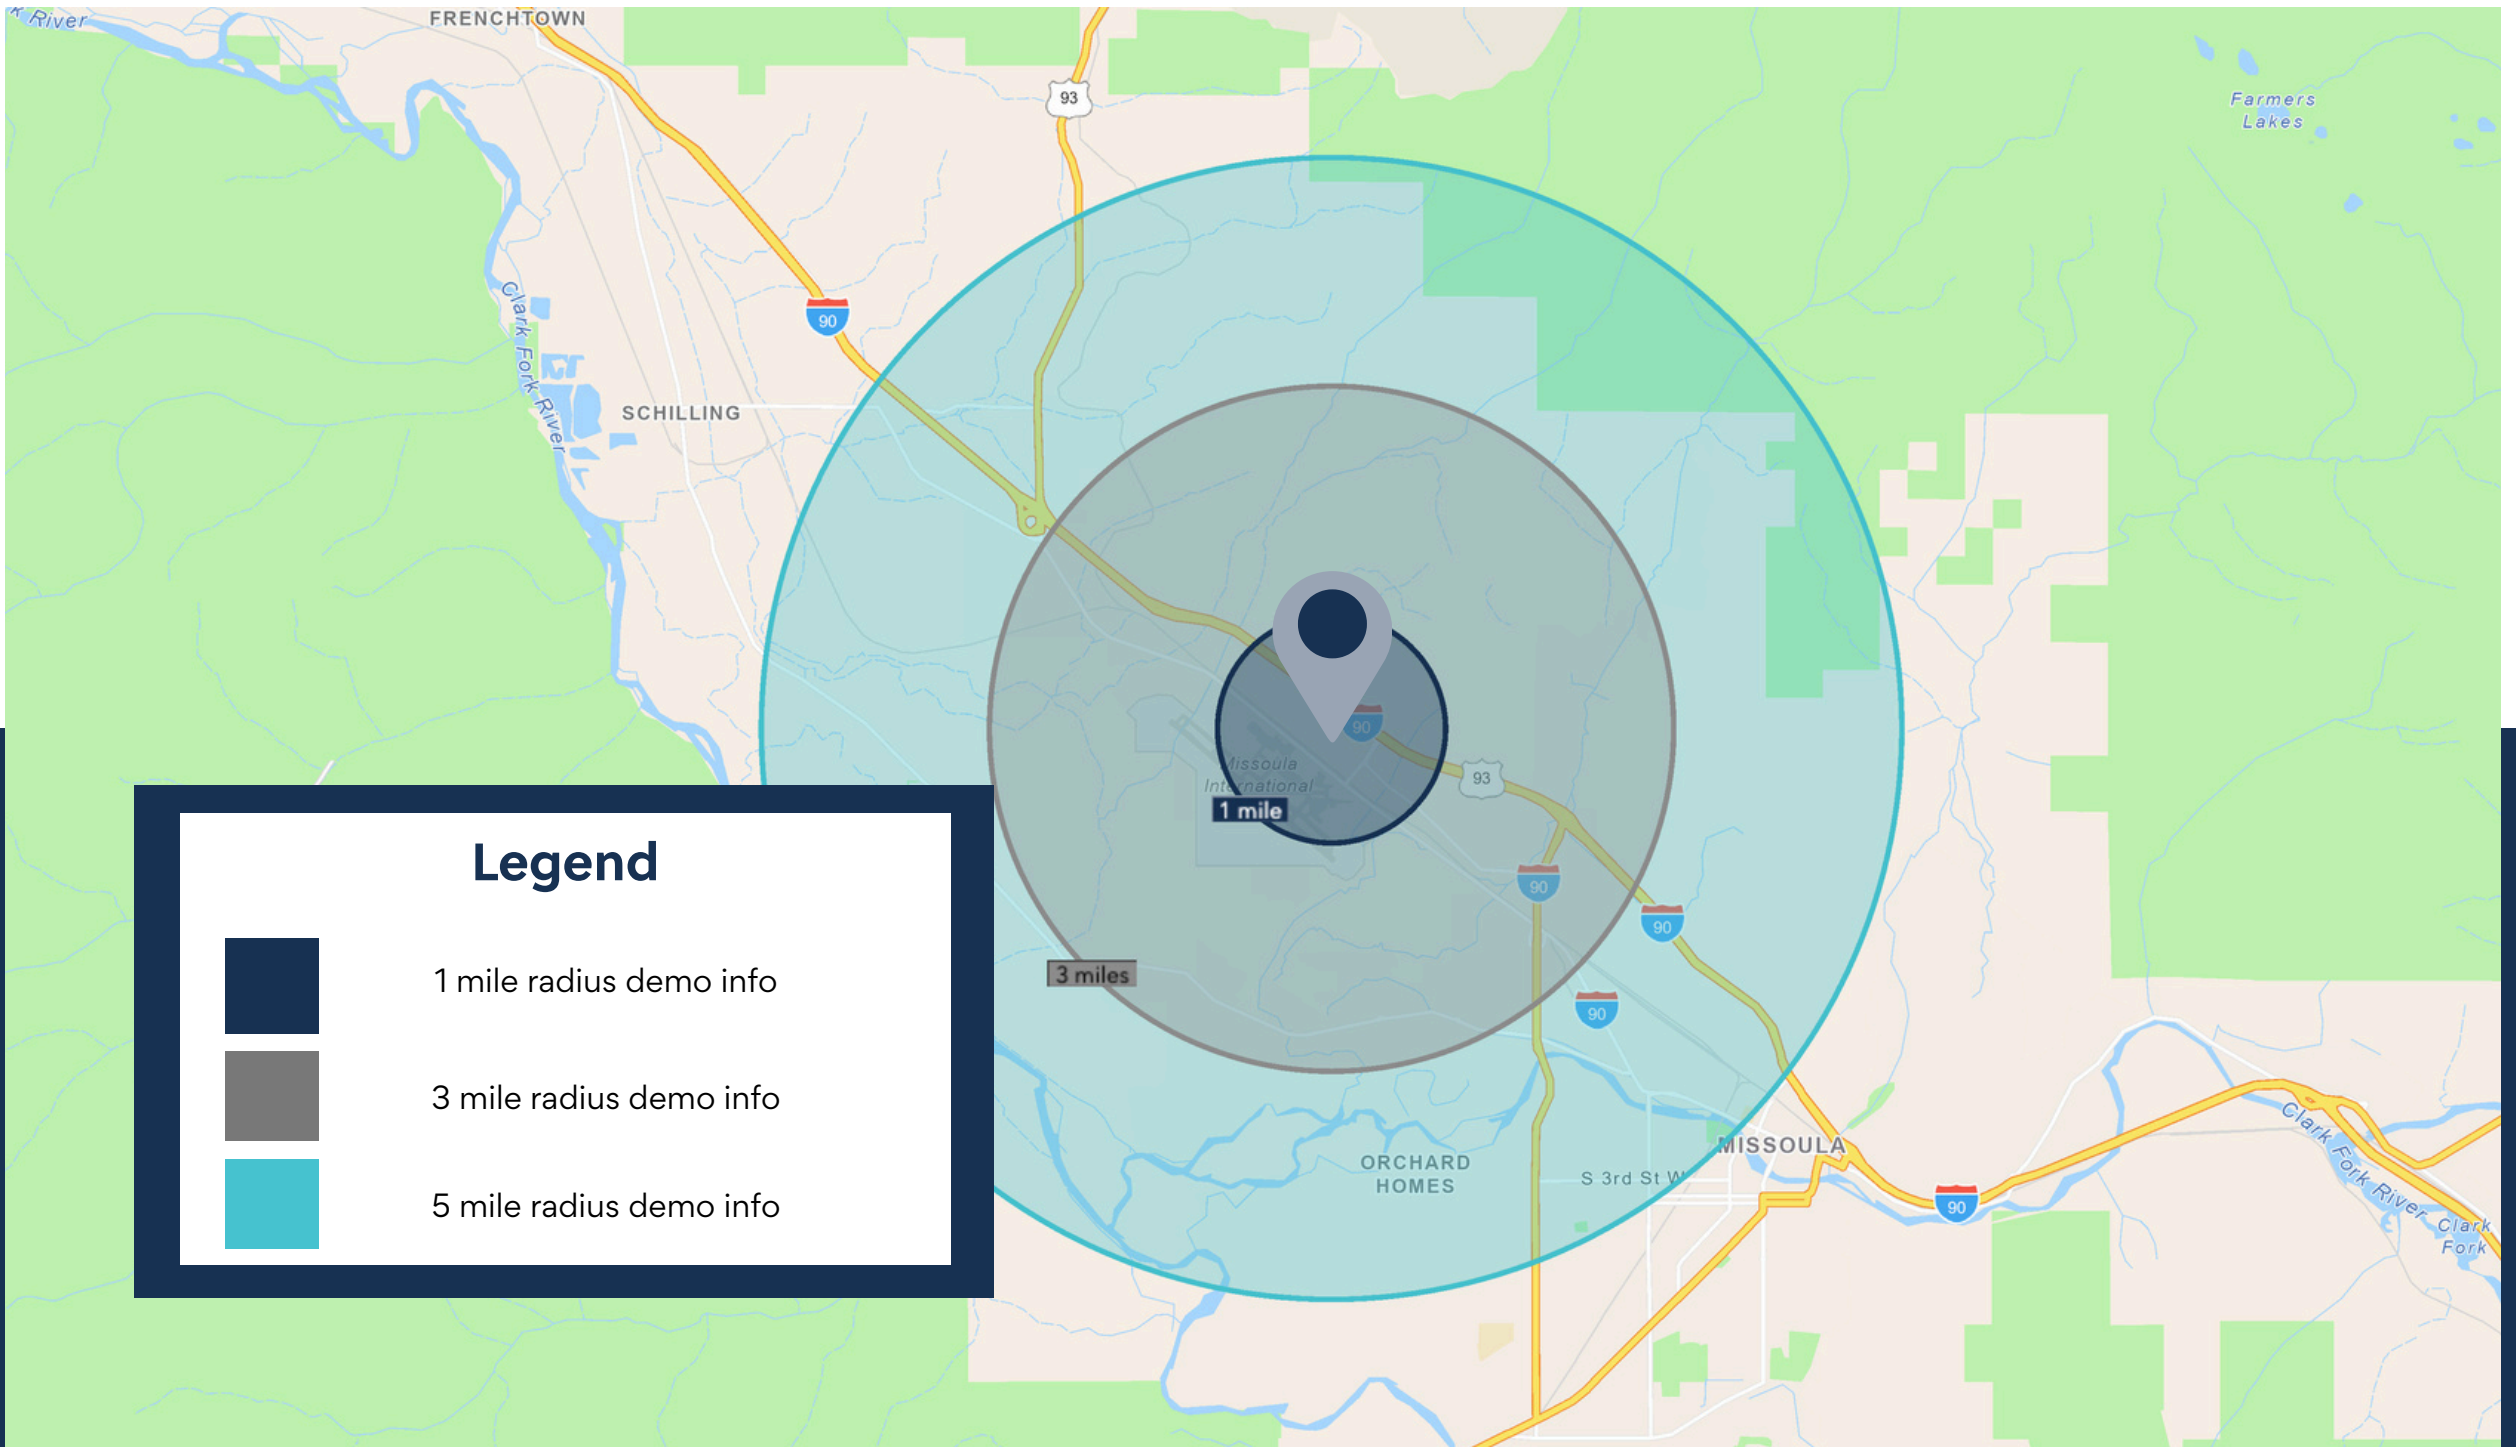 k River
FRENCHTOWN
93
Farmers
Lakes
Clark Fork River
90
SCHILLING
90
Missoula
International
93
1 mile
Legend
90
90
1 mile radius demo info
3 miles
90
3 mile radius demo info
MISSOULA
ORCHARD
HOMES
S 3rd St W
5 mile radius demo info
90
Clark Fork River
Clark
Fork